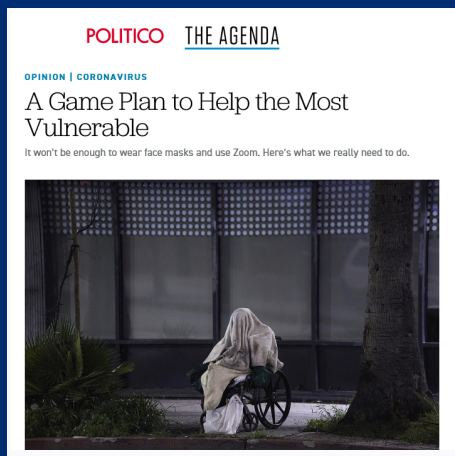 POLITICO THE AGENDA
OPINION | CORONAVIRUS
A Game Plan to Help the Most
Vulnerable
It won't be enough to wear face masks and use Zoom. Here's what we really need to do.